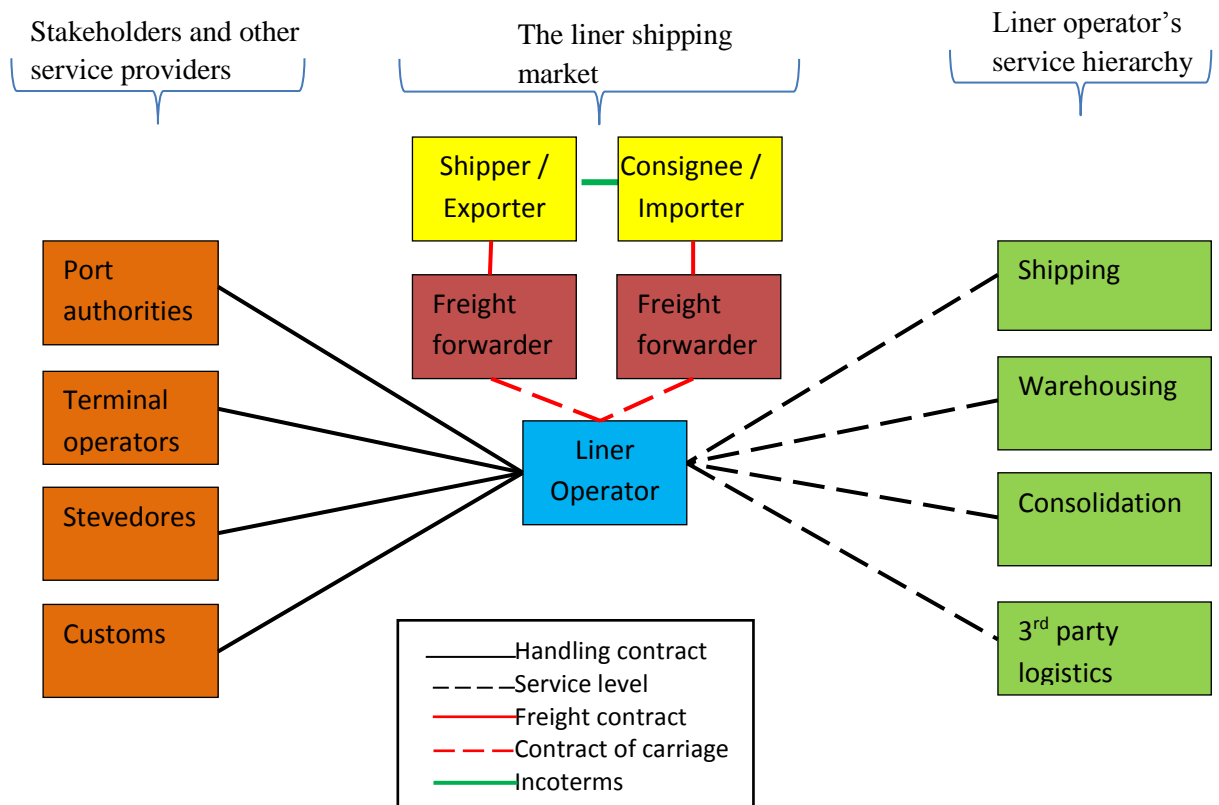 Stakeholders and other
service providers
The liner shipping
market
Liner operator’s
service hierarchy
Shipper /
Exporter
Consignee /
Importer
Port
authorities
Freight
forwarder
Freight
forwarder
Shipping
Terminal
operators
Liner
Operator
Warehousing
Stevedores
Consolidation
Customs
3rd party
logistics
Handling contract
Service level
Freight contract
Contract of carriage
Incoterms